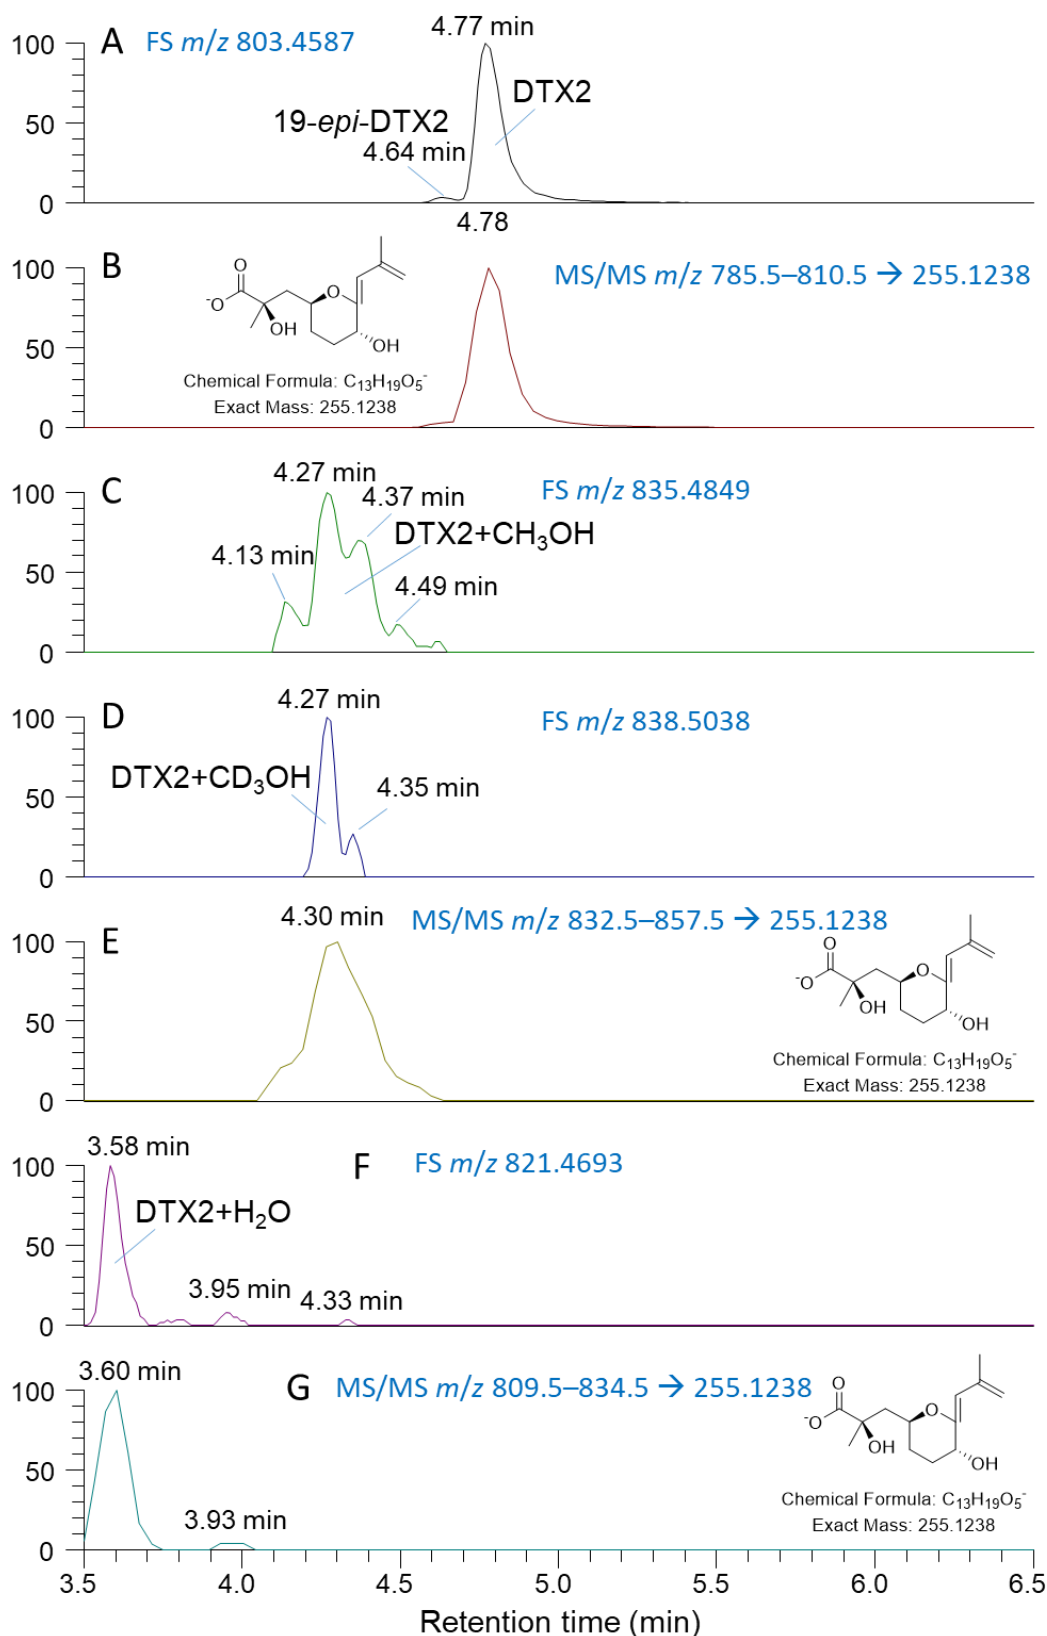 A FS m/z 803.4587
4.77 min
DTX2
19-epi-DTX2
4.64 min
100
50
0
B
4.78
MS/MS m/z 785.5–810.5 → 255.1238
O
-O
OH
O
OH
Chemical Formula: C13H19O5-
Exact Mass: 255.1238
100
50
0
C
4.27 min
FS m/z 835.4849
4.37 min
DTX2+CH3OH
4.13 min
4.49 min
100
50
0
D
4.27 min
FS m/z 838.5038
DTX2+CD3OH
4.35 min
100
50
0
E
4.30 min
MS/MS m/z 832.5–857.5 → 255.1238
O
-O
OH
O
OH
Chemical Formula: C13H19O5-
Exact Mass: 255.1238
100
50
0
3.58 min
F FS m/z 821.4693
DTX2+H2O
3.95 min
4.33 min
100
50
0
3.60 min
G MS/MS m/z 809.5–834.5 → 255.1238
O
-O
OH
O
OH
Chemical Formula: C13H19O5-
Exact Mass: 255.1238
3.93 min
100
50
0
3.5 4.0 4.5 5.0 5.5 6.0 6.5
Retention time (min)